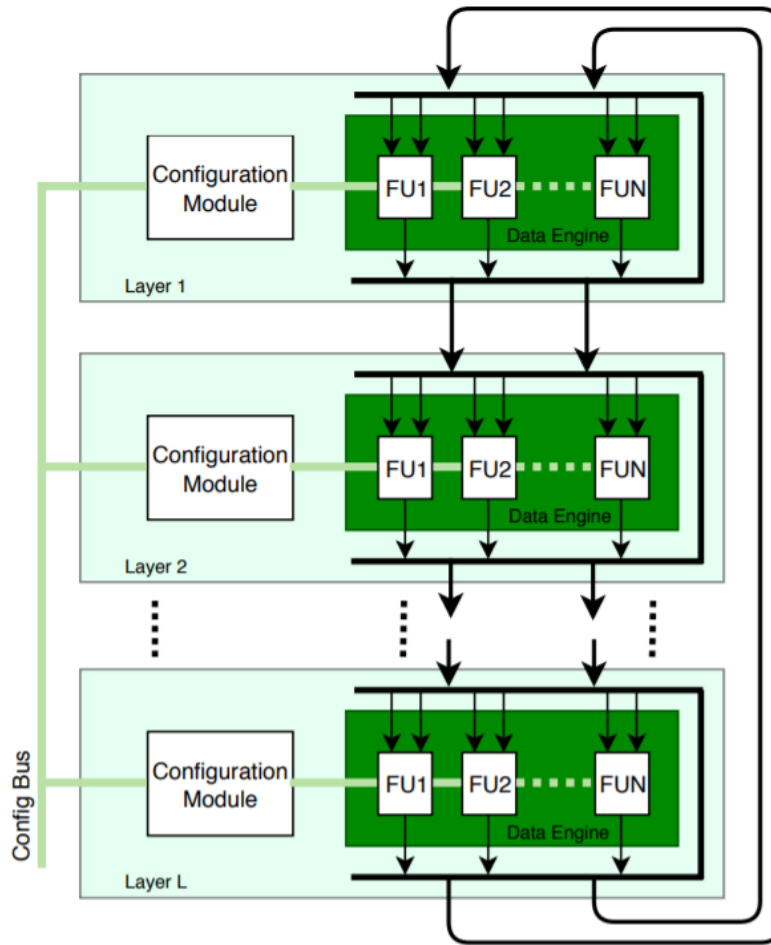 Configuration
Module
FU1
FU2
FUN
Data Engine
Layer 1
Configuration
Module
FU1
FU2
FUN
Data Engine
Layer 2
Configuration
Module
FU1
FU2
FUN
Data Engine
Layer L
Config Bus